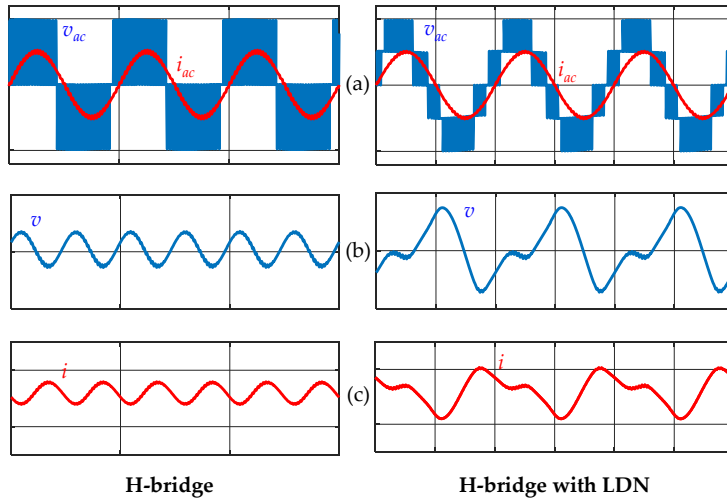 v_ac
i_ac
(a)
v_ac
i_ac
v
(b)
v
i
(c)
i
H-bridge
H-bridge with LDN